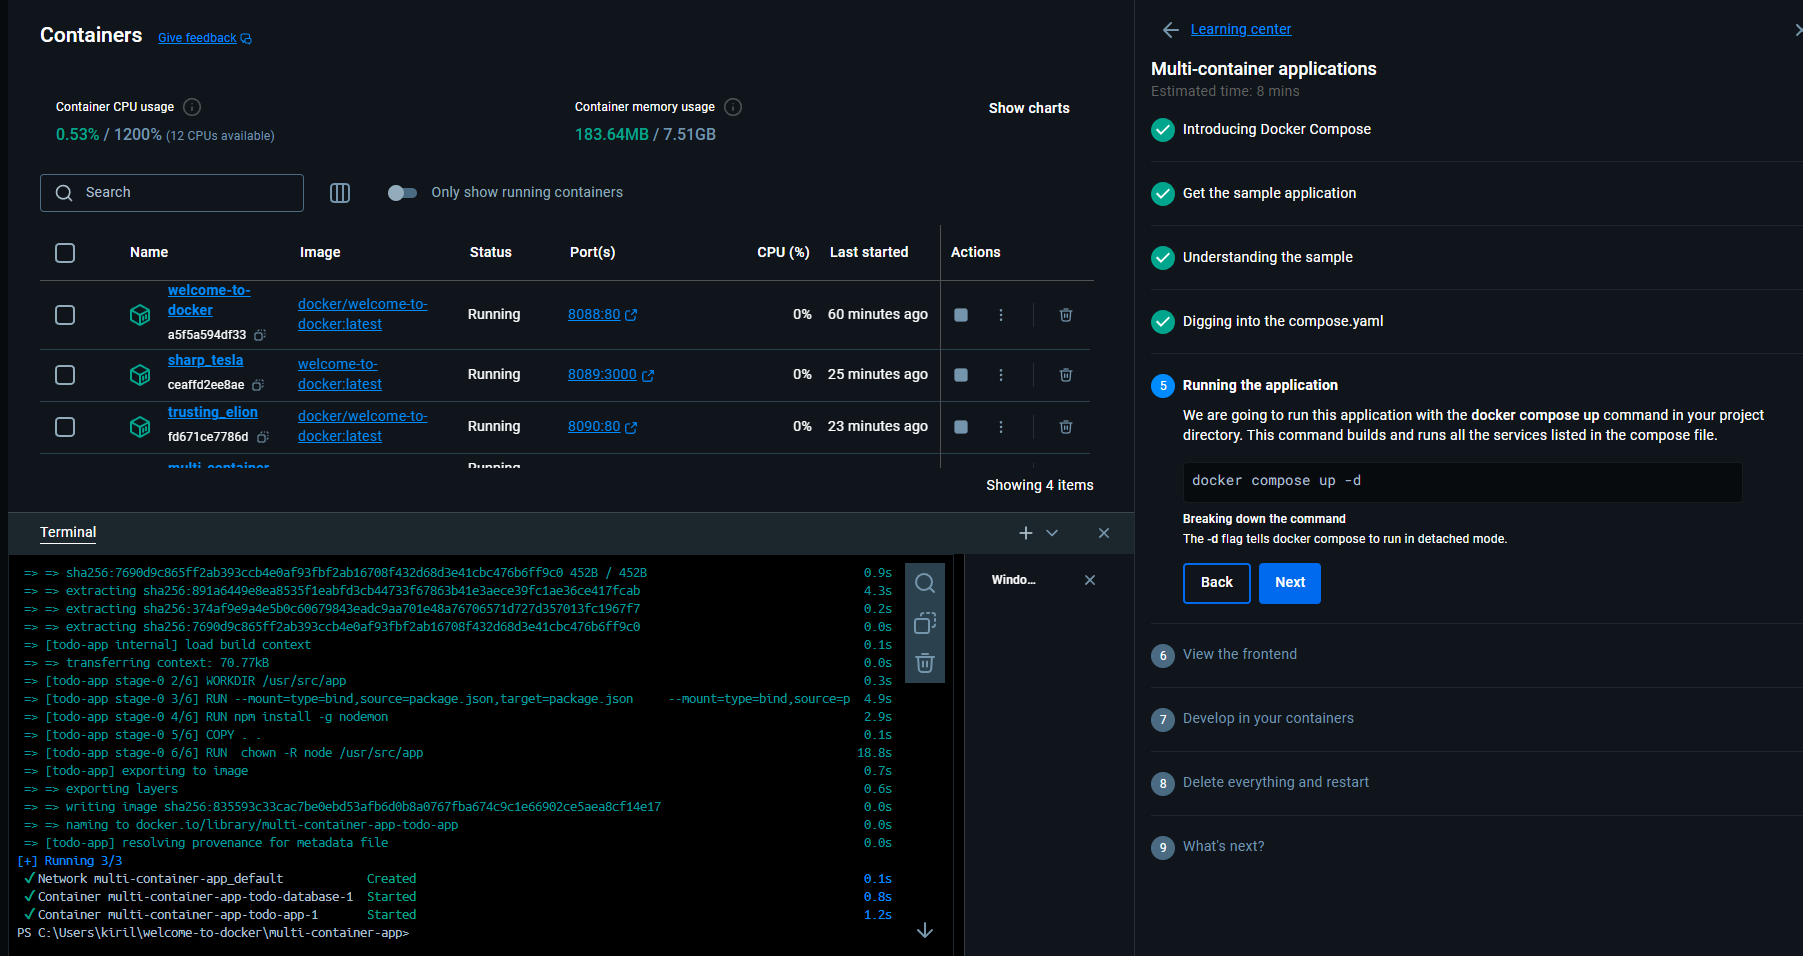 Containers Give feedback
Container CPU usage
0.53% / 1200% (12 CPUs available)
Container memory usage
183.64MB / 7.51GB
Show charts
Search
Only show running containers
Name Image Status Port(s) CPU (%) Last started Actions
welcome-to-
docker
a5f5a594df33
docker/welcome-to-
docker:latest
Running 8088:80 0% 60 minutes ago
sharp_tesla
ceaffd2ee8ae
welcome-to-
docker:latest
Running 8089:3000 0% 25 minutes ago
trusting_elion
fd671ce7786d
docker/welcome-to-
docker:latest
Running 8090:80 0% 23 minutes ago
multi-container
Running
Showing 4 items
Terminal
=> => sha256:7690d9c865ff2ab393ccb4e0af93fbf2ab16708f432d68d3e41cbc476b6ff9c0 452B / 452B 0.9s
=> => extracting sha256:891a6449e8ea8535f1eabfd3cb44733f67863b41e3aece39fc1ae36ce417fcab 4.3s
=> => extracting sha256:374af9e9a4e5b0c60679843eadc9aa701e48a76706571d727d357013fc1967f7 0.2s
=> => extracting sha256:7690d9c865ff2ab393ccb4e0af93fbf2ab16708f432d68d3e41cbc476b6ff9c0 0.0s
=> [todo-app internal] load build context 0.1s
=> => transferring context: 70.77kB 0.0s
=> [todo-app stage-0 2/6] WORKDIR /usr/src/app 0.3s
=> [todo-app stage-0 3/6] RUN --mount=type=bind,source=package.json,target=package.json --mount=type=bind,source=p 4.9s
=> [todo-app stage-0 4/6] RUN npm install -g nodemon 2.9s
=> [todo-app stage-0 5/6] COPY . . 0.1s
=> [todo-app stage-0 6/6] RUN chown -R node /usr/src/app 18.8s
=> [todo-app] exporting to image 0.7s
=> => exporting layers 0.6s
=> => writing image sha256:835593c33cac7be0ebd53afb6d0b8a0767fba674c9c1e66902ce5aea8cf14e17 0.0s
=> => naming to docker.io/library/multi-container-app-todo-app 0.0s
=> [todo-app] resolving provenance for metadata file 0.0s
[+] Running 3/3
✓Network multi-container-app_default Created 0.1s
✓Container multi-container-app-todo-database-1 Started 0.8s
✓Container multi-container-app-todo-app-1 Started 1.2s
PS C:\Users\kiril\welcome-to-docker\multi-container-app>
Windo...
Learning center
Multi-container applications
Estimated time: 8 mins
Introducing Docker Compose
Get the sample application
Understanding the sample
Digging into the compose.yaml
5 Running the application
We are going to run this application with the docker compose up command in your project
directory. This command builds and runs all the services listed in the compose file.
docker compose up -d
Breaking down the command
The -d flag tells docker compose to run in detached mode.
Back Next
6 View the frontend
7 Develop in your containers
8 Delete everything and restart
9 What's next?